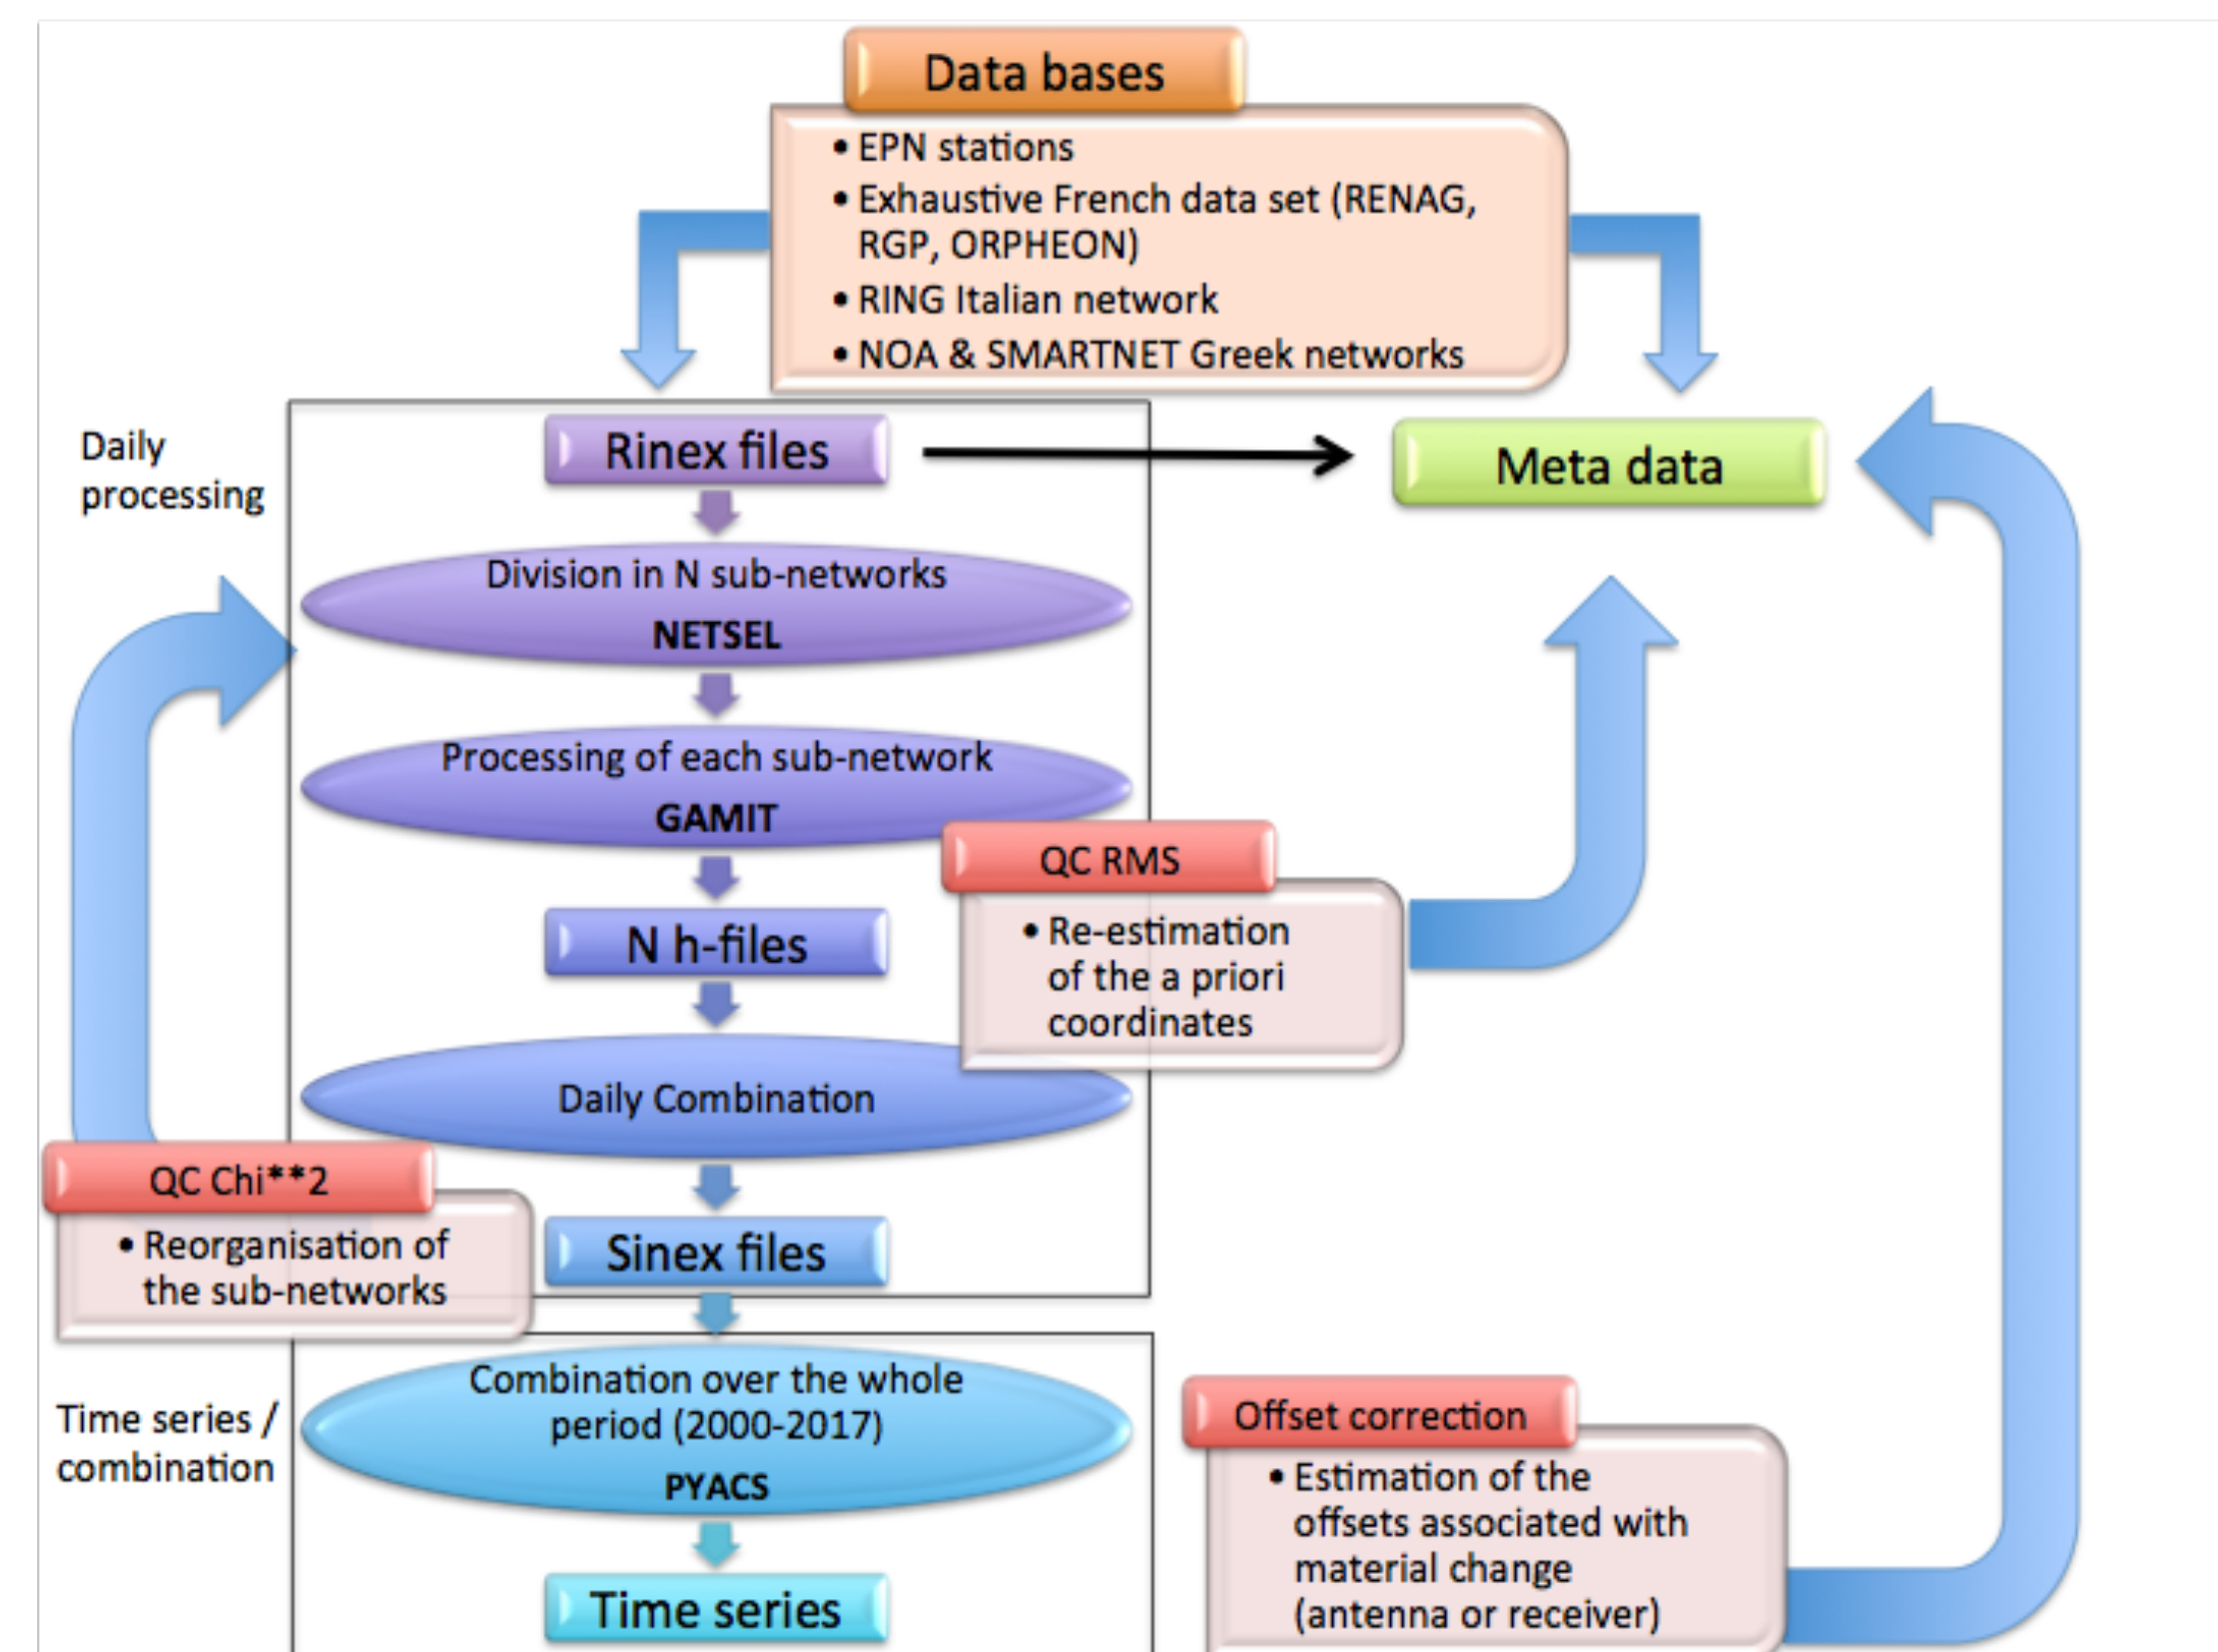 Data bases
• EPN stations
• Exhaustive French data set (RENAG,
RGP, ORPHEON)
• RING Italian network
• NOA & SMARTNET Greek networks
Daily
processing
Rinex files
Meta data
Division in N sub-networks
NETSEL
Processing of each sub-network
GAMIT
QC RMS
• Re-estimation
of the a priori
coordinates
N h-files
Daily Combination
QC Chi**2
• Reorganisation of
the sub-networks
Sinex files
Time series /
combination
Combination over the whole
period (2000-2017)
PYACS
Offset correction
• Estimation of the
offsets associated with
material change
(antenna or receiver)
Time series